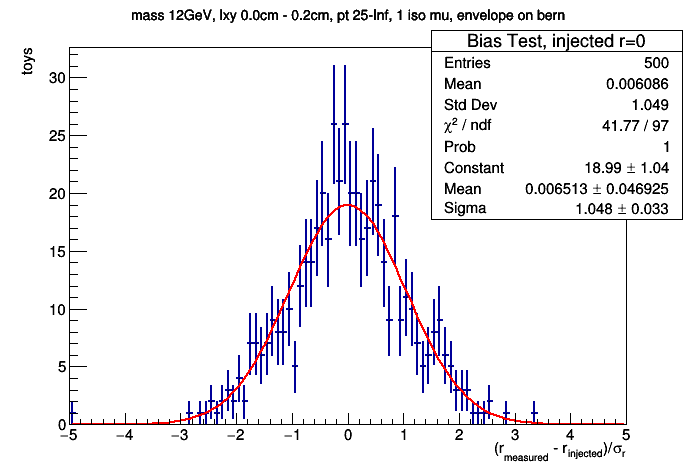 mass 12GeV, lxy 0.0cm - 0.2cm, pt 25-Inf, 1 iso mu, envelope on bern
toys
Bias Test, injected r=0
Entries 500
Mean 0.006086
Std Dev 1.049
χ² / ndf 41.77 / 97
Prob 1
Constant 18.99 ± 1.04
Mean 0.006513 ± 0.046925
Sigma 1.048 ± 0.033
30
25
20
15
10
5
0
−5 −4 −3 −2 −1 0 1 2 3 4 5
(r_measured - r_injected)/σ_r